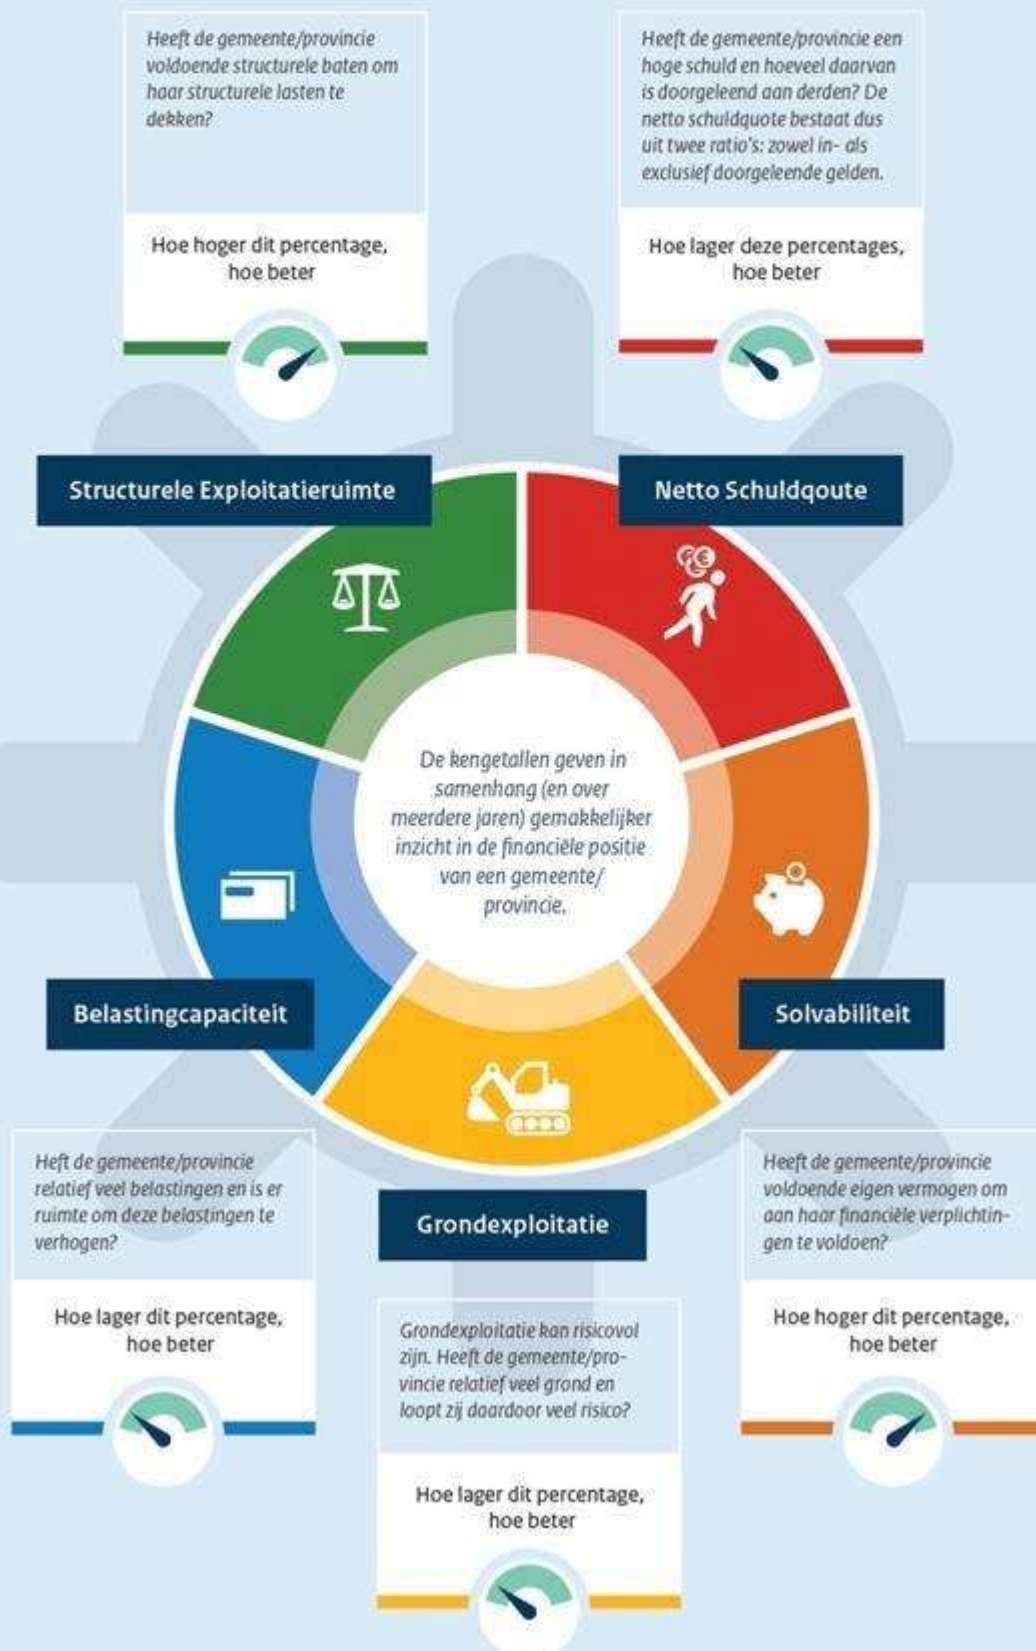 Heeft de gemeente/provincie
voldoende structurele baten om
haar structurele lasten te
dekken?
Hoe hoger dit percentage,
hoe beter
Heeft de gemeente/provincie een
hoge schuld en hoeveel daarvan
is doorgeleend aan derden? De
netto schuldquote bestaat dus
uit twee ratio's: zowel in- als
exclusief doorgeleende gelden.
Hoe lager deze percentages,
hoe beter
Structurele Exploitatieruimte
Netto Schuldqoute
De kengetallen geven in
samenhang (en over
meerdere jaren) gemakkelijker
inzicht in de financiële positie
van een gemeente/
provincie.
Belastingcapaciteit
Solvabiliteit
Heft de gemeente/provincie
relatief veel belastingen en is er
ruimte om deze belastingen te
verhogen?
Hoe lager dit percentage,
hoe beter
Grondexploitatie
Grondexploitatie kan risicovol
zijn. Heeft de gemeente/pro-
vincie relatief veel grond en
loopt zij daardoor veel risico?
Hoe lager dit percentage,
hoe beter
Heeft de gemeente/provincie
voldoende eigen vermogen om
aan haar financiële verplichtin-
gen te voldoen?
Hoe hoger dit percentage,
hoe beter